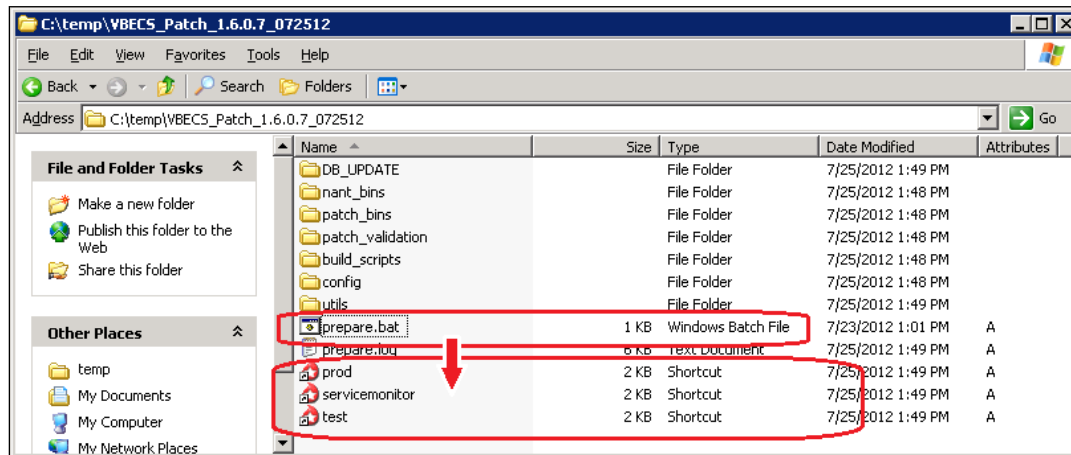 C:\temp\VBECS_Patch_1.6.0.7_072512
File Edit View Favorites Tools Help
Back Search Folders
Address C:\temp\VBECS_Patch_1.6.0.7_072512 Go
File and Folder Tasks
Make a new folder
Publish this folder to the
Web
Share this folder
Other Places
temp
My Documents
My Computer
My Network Places
Name Size Type Date Modified Attributes
DB_UPDATE File Folder 7/25/2012 1:49 PM
nant_bins File Folder 7/25/2012 1:48 PM
patch_bins File Folder 7/25/2012 1:48 PM
patch_validation File Folder 7/25/2012 1:48 PM
build_scripts File Folder 7/25/2012 1:48 PM
config File Folder 7/25/2012 1:48 PM
utils File Folder 7/25/2012 1:49 PM
prepare.bat 1 KB Windows Batch File 7/23/2012 1:01 PM A
prepare.log 6 KB Text Document 7/25/2012 1:49 PM A
prod 2 KB Shortcut 7/25/2012 1:49 PM A
servicemonitor 2 KB Shortcut 7/25/2012 1:49 PM A
test 2 KB Shortcut 7/25/2012 1:49 PM A